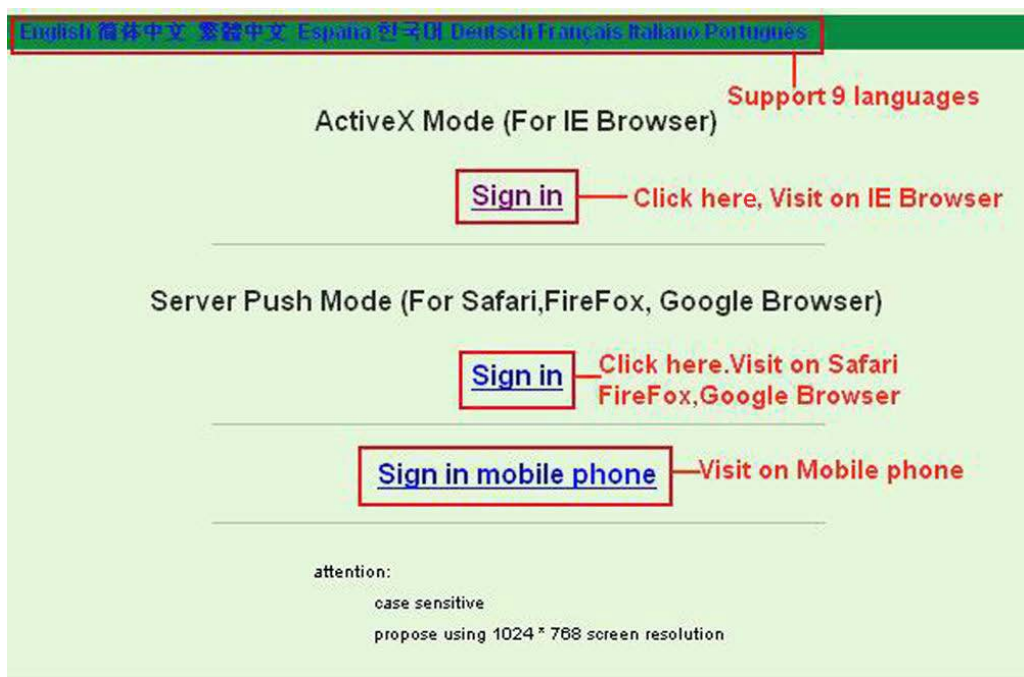 English 简体中文 繁體中文 España 한국어 Deutsch Français Italiano Português
Support 9 languages
ActiveX Mode (For IE Browser)
Sign in
Click here, Visit on IE Browser
Server Push Mode (For Safari,FireFox, Google Browser)
Sign in
Click here.Visit on Safari
FireFox,Google Browser
Sign in mobile phone
Visit on Mobile phone
attention:
case sensitive
propose using 1024 * 768 screen resolution